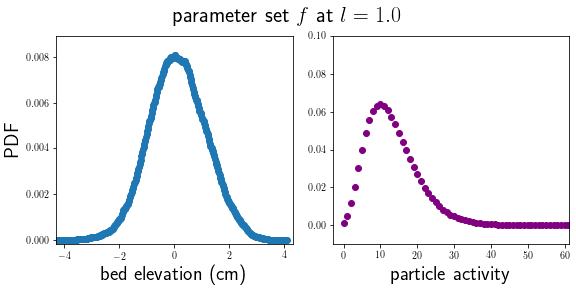 parameter set f at l = 1.0
PDF
0.008
0.006
0.004
0.002
0.000
−4 −2 0 2 4
bed elevation (cm)
0.10
0.08
0.06
0.04
0.02
0.00
0 10 20 30 40 50 60
particle activity